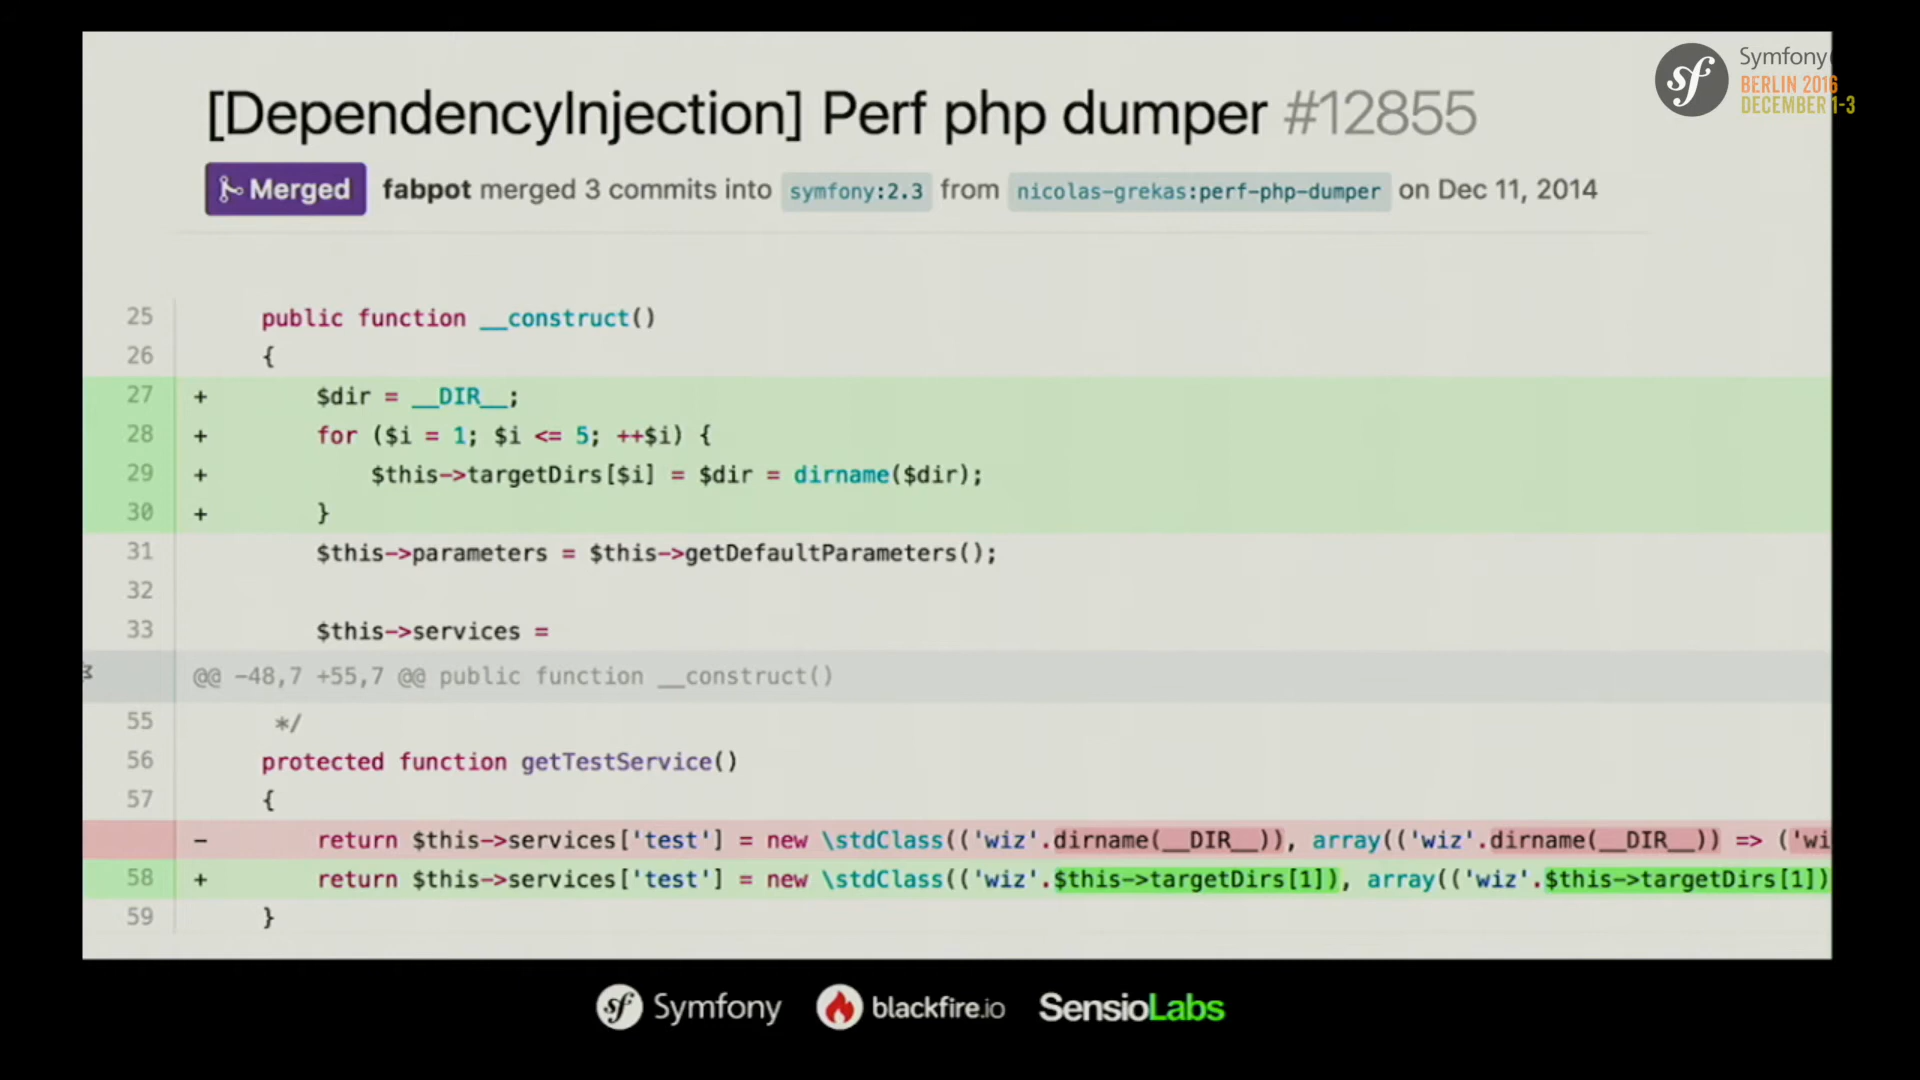 Symfony
BERLIN 2016
DECEMBER 1-3
[DependencyInjection] Perf php dumper #12855
Merged fabpot merged 3 commits into symfony:2.3 from nicolas-grekas:perf-php-dumper on Dec 11, 2014
25 public function __construct()
26 {
27 + $dir = __DIR__;
28 + for ($i = 1; $i <= 5; ++$i) {
29 + $this->targetDirs[$i] = $dir = dirname($dir);
30 + }
31 $this->parameters = $this->getDefaultParameters();
32
33 $this->services =
@@ -48,7 +55,7 @@ public function __construct()
55 */
56 protected function getTestService()
57 {
- return $this->services['test'] = new \stdClass(('wiz'.dirname(__DIR__)), array(('wiz'.dirname(__DIR__)) => ('wi
58 + return $this->services['test'] = new \stdClass(('wiz'.$this->targetDirs[1]), array(('wiz'.$this->targetDirs[1])
59 }
Symfony blackfire.io SensioLabs